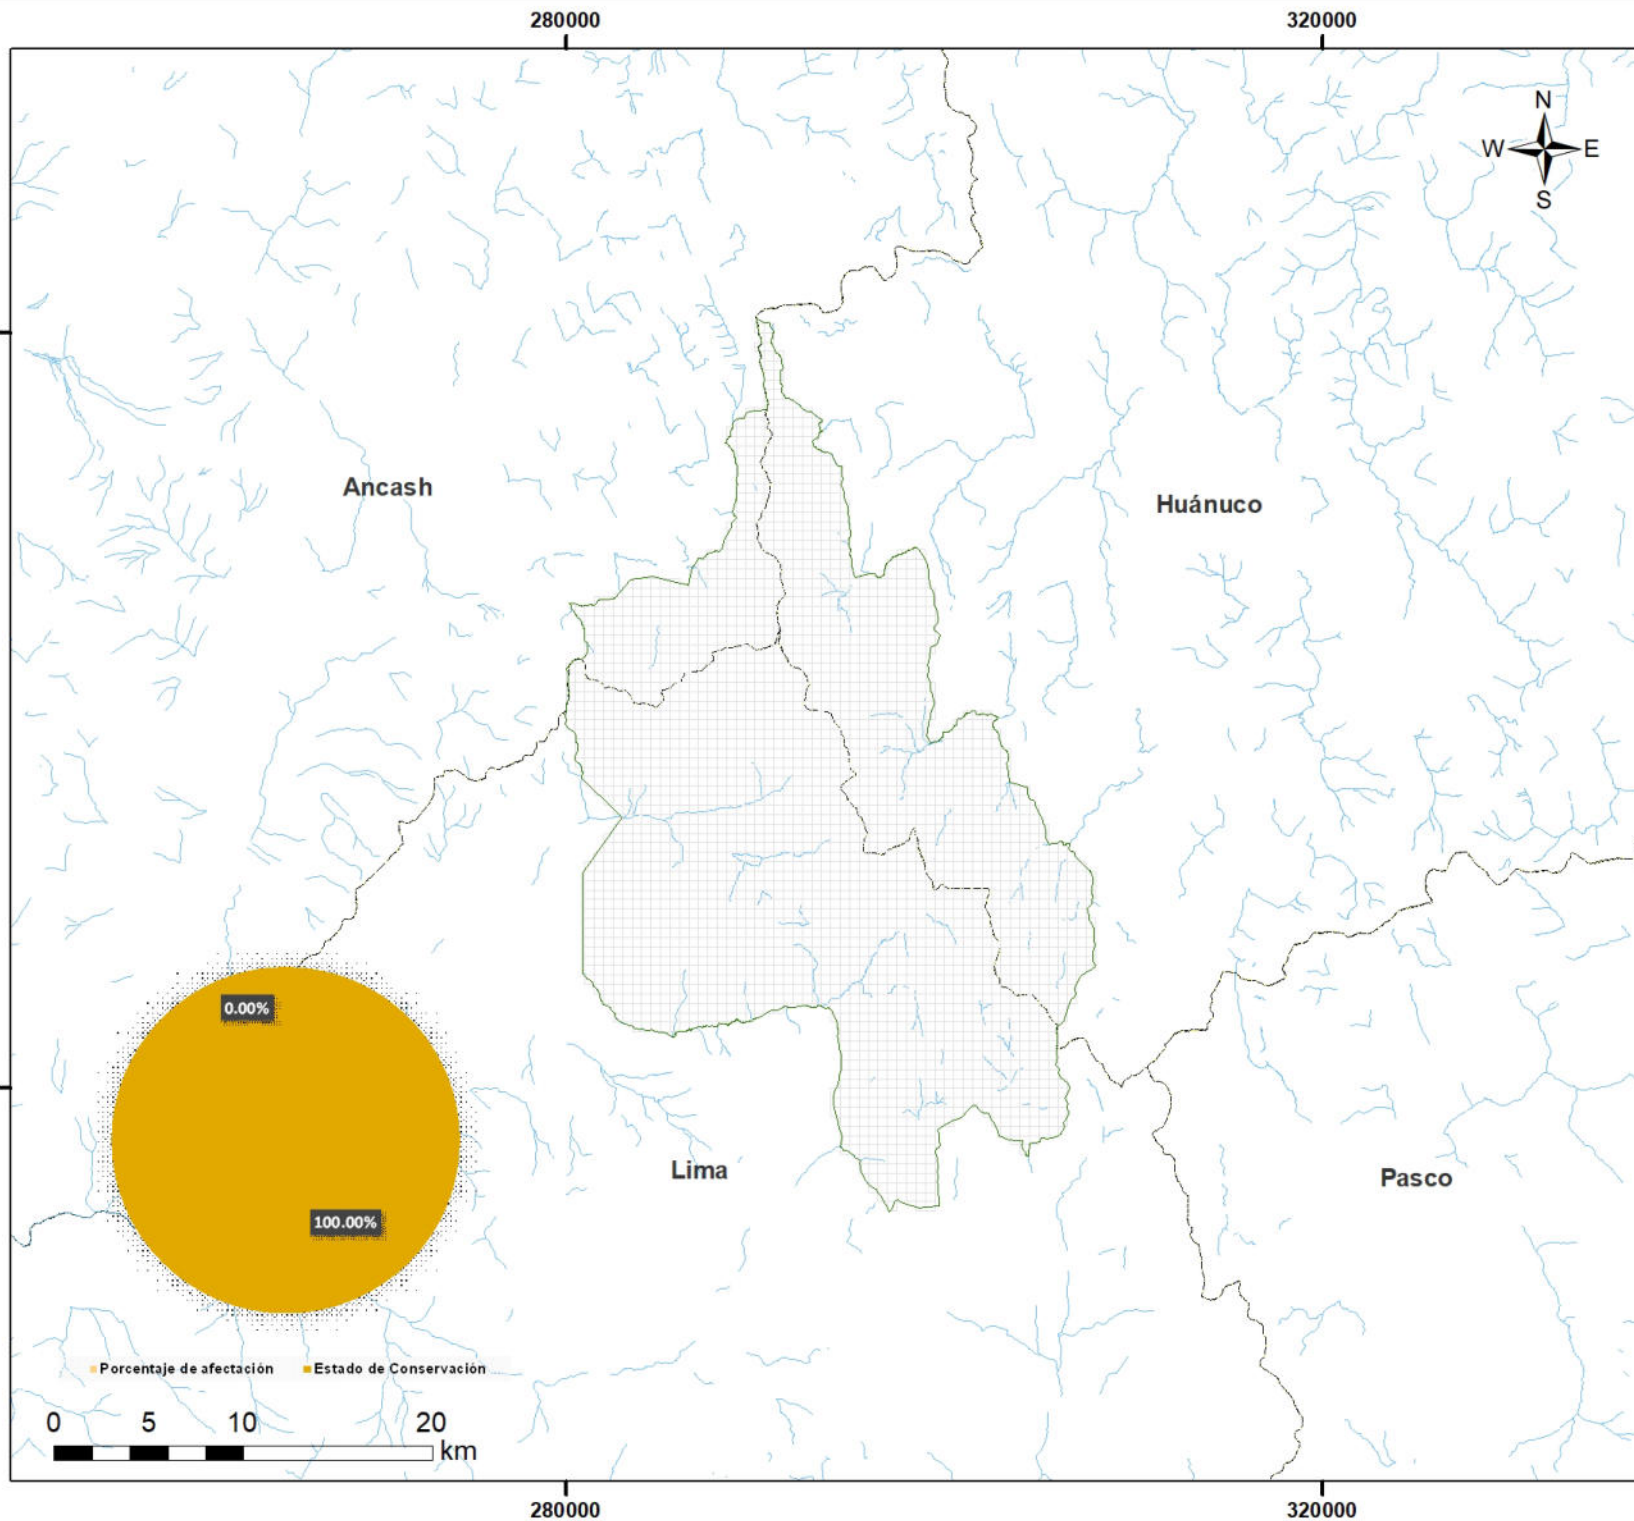 280000 320000
N
W E
S
Ancash
Huánuco
0.00%
100.00%
Lima
Pasco
Porcentaje de afectación Estado de Conservación
0 5 10 20
km
280000 320000